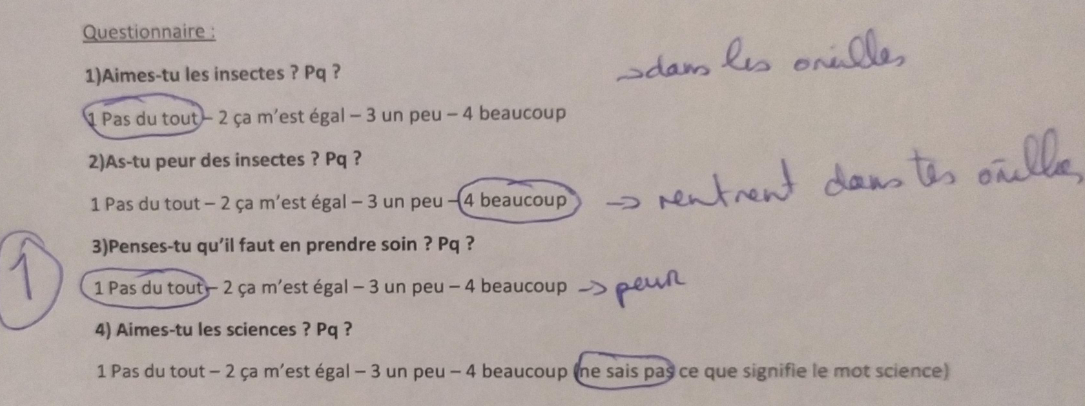 Questionnaire :
1)Aimes-tu les insectes ? Pq ?
→dans les oreilles
1 Pas du tout – 2 ça m'est égal – 3 un peu – 4 beaucoup
2)As-tu peur des insectes ? Pq ?
1 Pas du tout – 2 ça m'est égal – 3 un peu – 4 beaucoup → rentrent dans tes oreilles
3)Penses-tu qu'il faut en prendre soin ? Pq ?
1
1 Pas du tout – 2 ça m'est égal – 3 un peu – 4 beaucoup → peur
4) Aimes-tu les sciences ? Pq ?
1 Pas du tout – 2 ça m'est égal – 3 un peu – 4 beaucoup (ne sais pas ce que signifie le mot science)